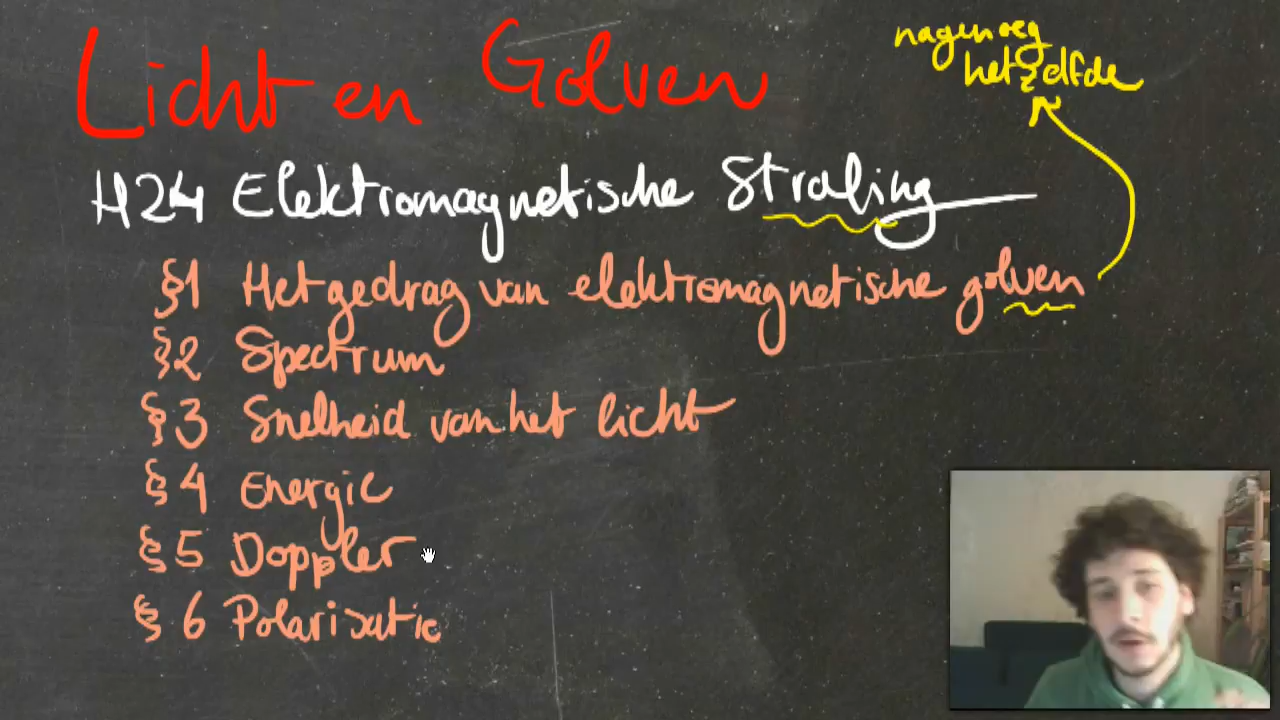 Licht en Golven
nagenoeg
hetzelfde
H24 Elektromagnetische Straling
§1 Het gedrag van elektromagnetische golven
§2 Spectrum
§3 Snelheid van het licht
§4 Energie
§5 Doppler
§6 Polarisatie